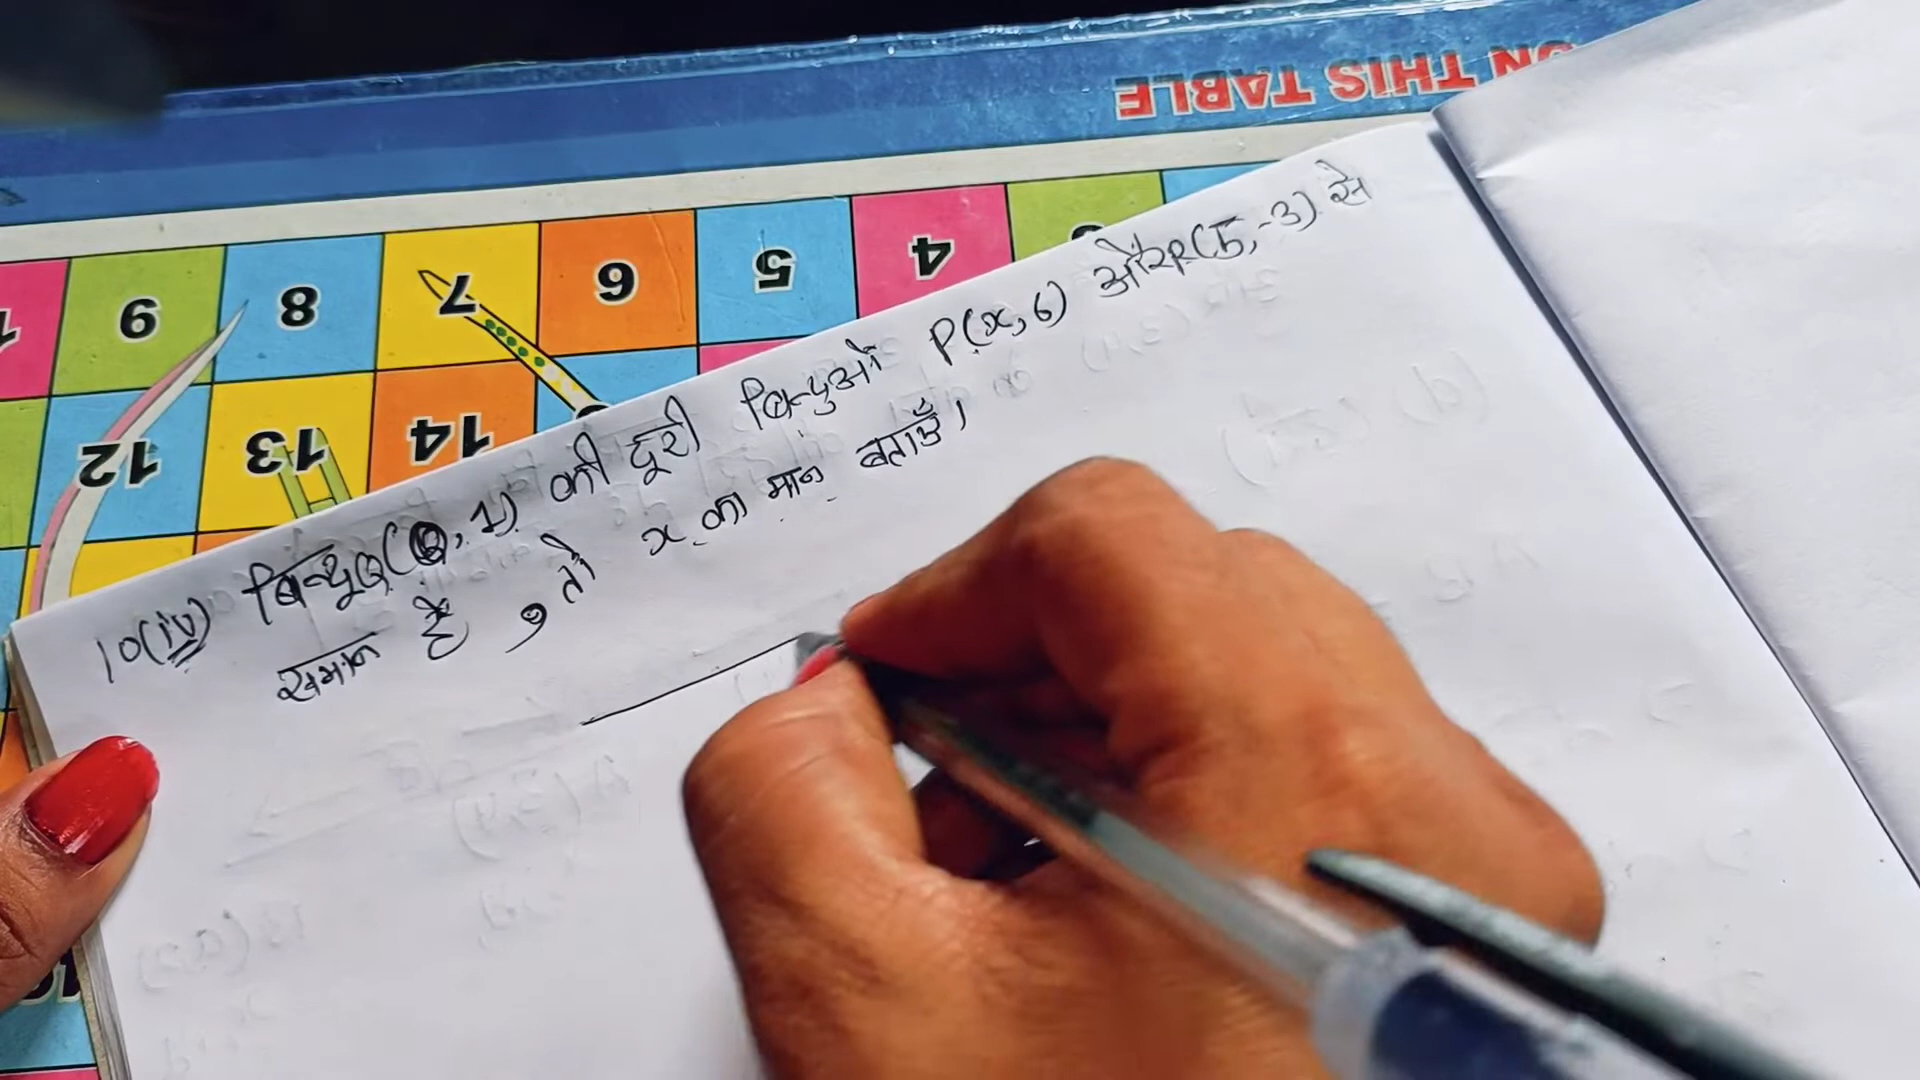 ON THIS TABLE
9 8 7 6 5 4
12 13 14
10(iv) बिन्दु Q(0, 1) की दूरी बिन्दुओं P(x, 6) और R(5, -3) से
समान है, तो x का मान बताएँ।